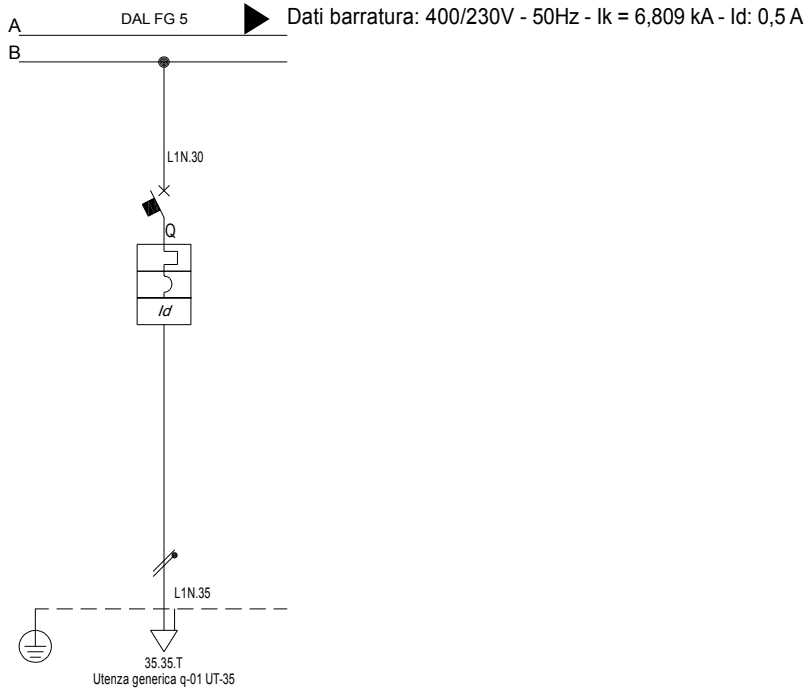 A
DAL FG 5
Dati barratura: 400/230V - 50Hz - Ik = 6,809 kA - Id: 0,5 A
B
L1N.30
Q
Id
L1N.35
35.35.T
Utenza generica q-01 UT-35